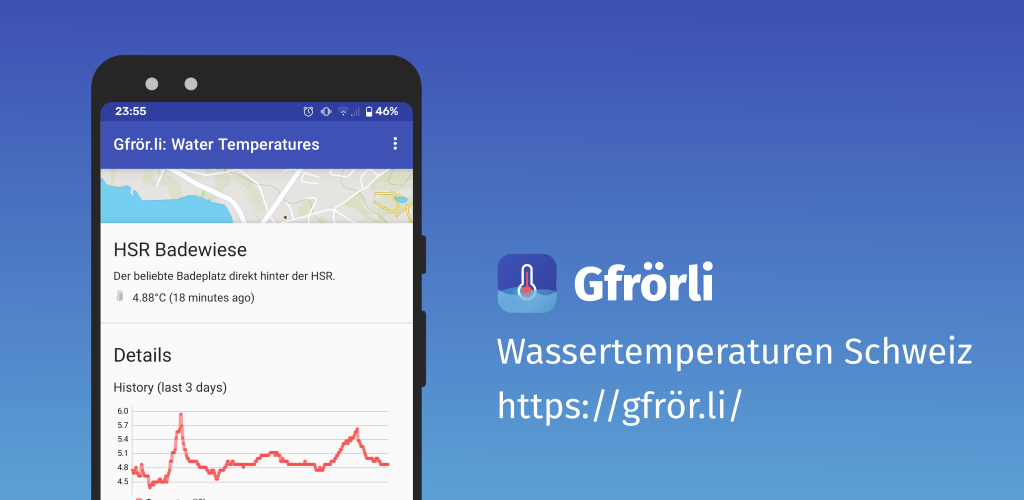 23:55
46%
Gfrör.li: Water Temperatures
HSR Badewiese
Der beliebte Badeplatz direkt hinter der HSR.
4.88°C (18 minutes ago)
Details
History (last 3 days)
6.0
5.7
5.4
5.1
4.8
4.5
Gfrörli
Wassertemperaturen Schweiz
https://gfrör.li/